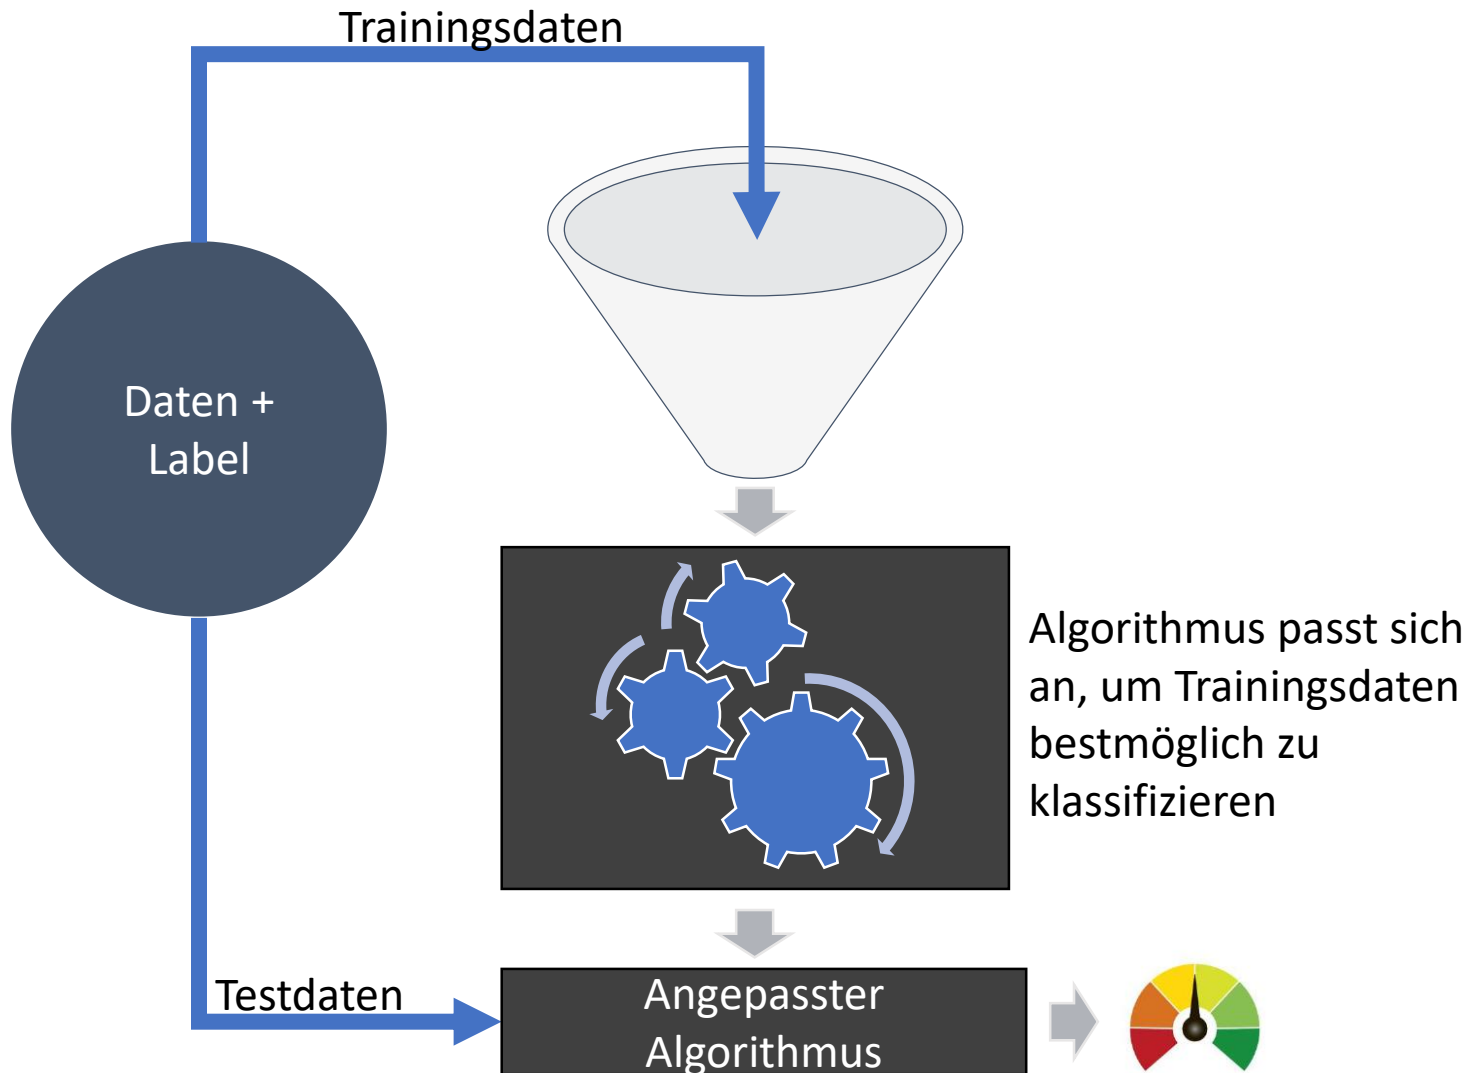 Trainingsdaten
Daten +
Label
Algorithmus passt sich
an, um Trainingsdaten
bestmöglich zu
klassifizieren
Testdaten
Angepasster
Algorithmus